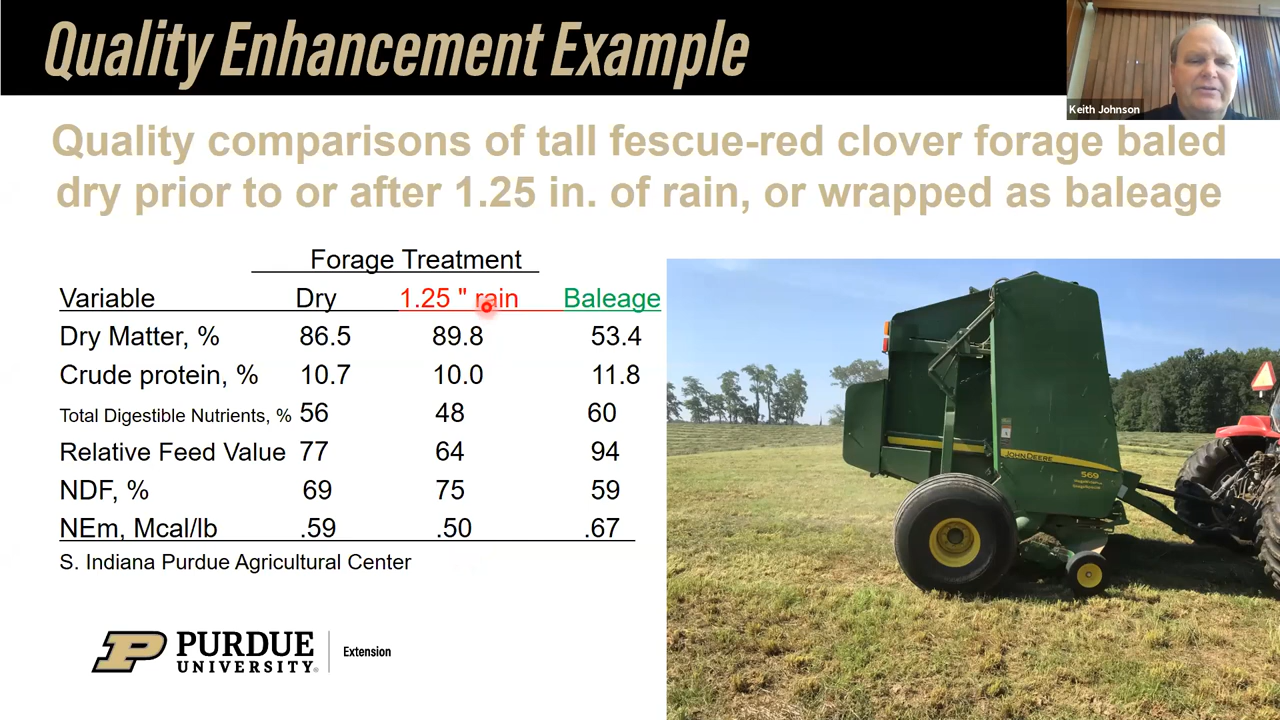 Quality Enhancement Example
Keith Johnson
Quality comparisons of tall fescue-red clover forage baled
dry prior to or after 1.25 in. of rain, or wrapped as baleage
Forage Treatment
Variable Dry 1.25 " rain Baleage
Dry Matter, % 86.5 89.8 53.4
Crude protein, % 10.7 10.0 11.8
Total Digestible Nutrients, % 56 48 60
Relative Feed Value 77 64 94
NDF, % 69 75 59
NEm, Mcal/lb .59 .50 .67
S. Indiana Purdue Agricultural Center
JOHN DEERE
569
PURDUE
UNIVERSITY®
Extension